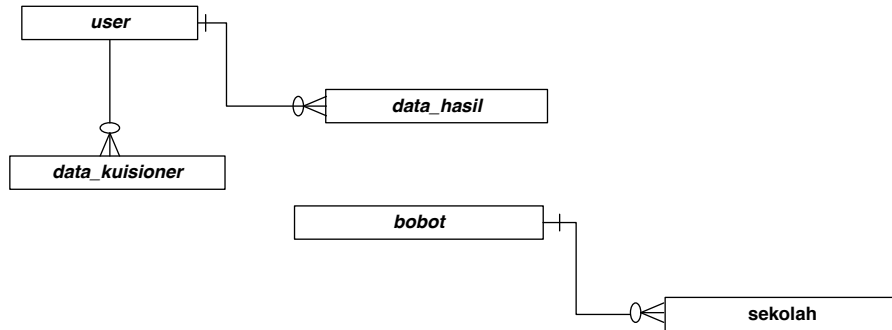 user
data_hasil
data_kuisioner
bobot
sekolah